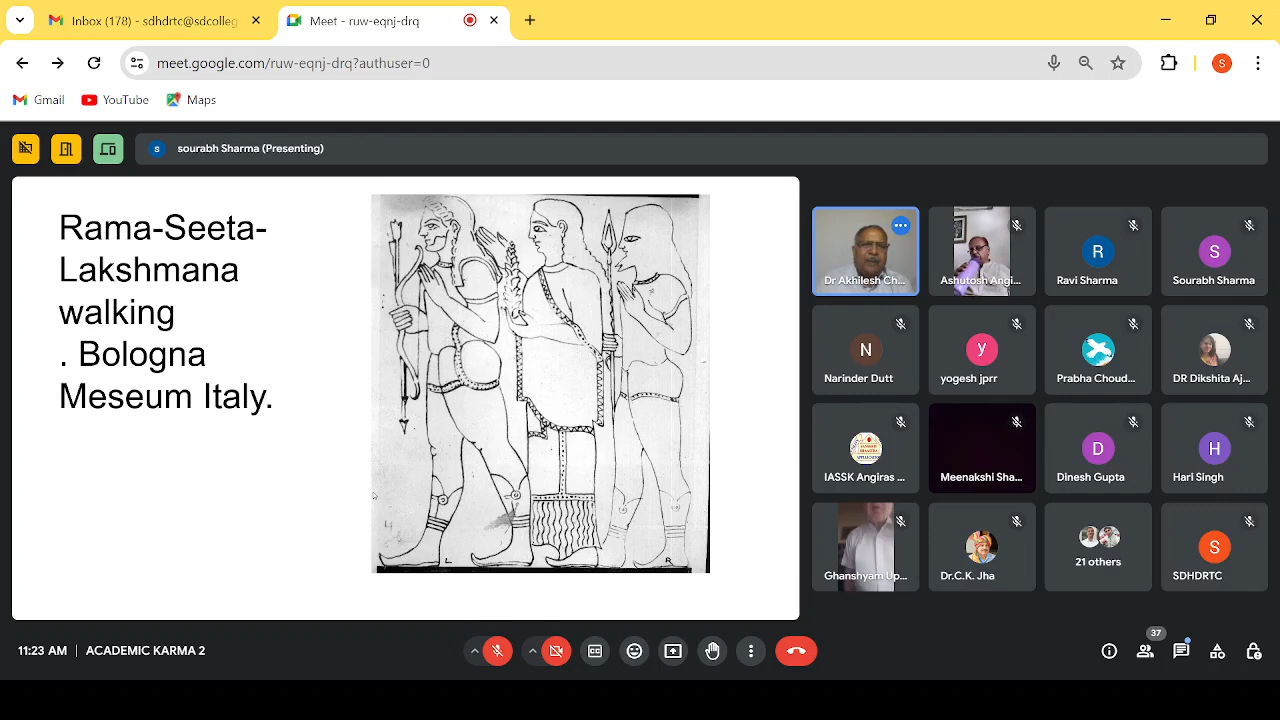 Inbox (178) - sdhdrtc@sdcolleg
Meet - ruw-eqnj-drq
meet.google.com/ruw-eqnj-drq?authuser=0
S
Gmail
YouTube
Maps
s
sourabh Sharma (Presenting)
Rama-Seeta-
Lakshmana
walking
. Bologna
Meseum Italy.
L
R
Dr Akhilesh Ch...
Ashutosh Angi...
R
Ravi Sharma
S
Sourabh Sharma
N
Narinder Dutt
y
yogesh jprr
Prabha Choud...
DR Dikshita Aj...
IASSK Angiras ...
Meenakshi Sha...
D
Dinesh Gupta
H
Hari Singh
Ghanshyam Up...
Dr.C.K. Jha
21 others
S
SDHDRTC
11:23 AM | ACADEMIC KARMA 2
37